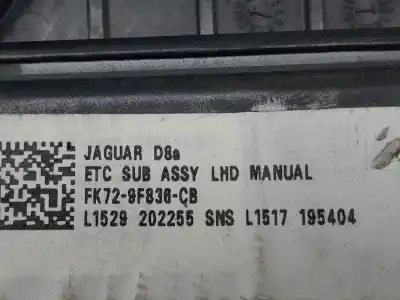 JAGUAR D8a
ETC SUB ASSY LHD MANUAL
FK72-9F836-CB
L1529 202255 SNS L1517 195404